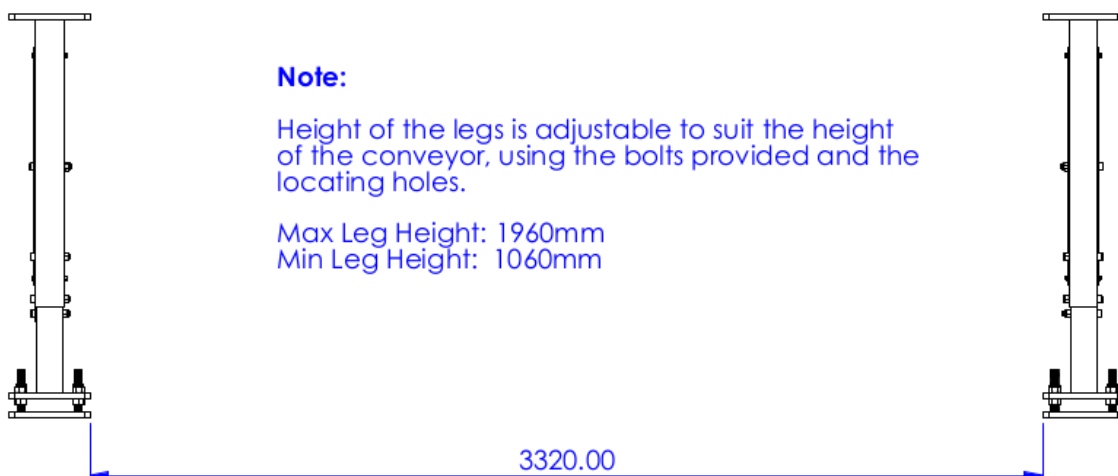 Note:
Height of the legs is adjustable to suit the height
of the conveyor, using the bolts provided and the
locating holes.
Max Leg Height: 1960mm
Min Leg Height:  1060mm
3320.00